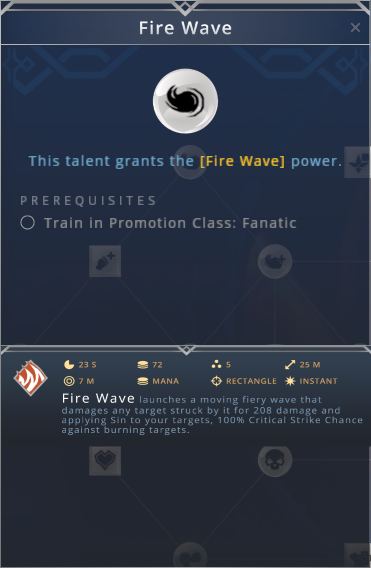 Fire Wave
This talent grants the [Fire Wave] power.
PREREQUISITES
Train in Promotion Class: Fanatic
23 S 72 5 25 M
7 M MANA RECTANGLE INSTANT
Fire Wave launches a moving fiery wave that
damages any target struck by it for 208 damage and
applying Sin to your targets, 100% Critical Strike Chance
against burning targets.